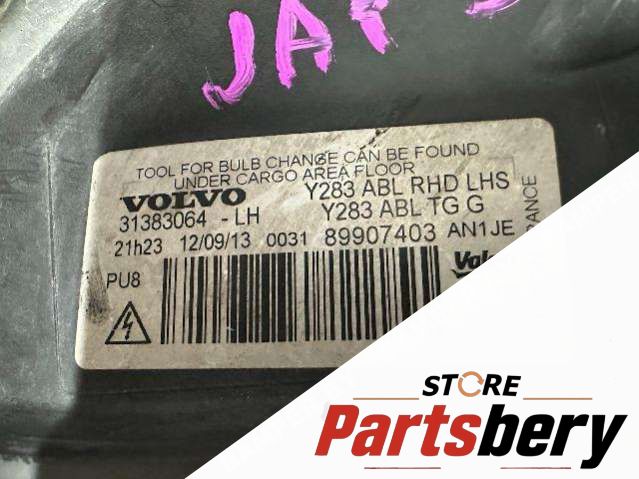 TOOL FOR BULB CHANGE CAN BE FOUND
UNDER CARGO AREA FLOOR
VOLVO Y283 ABL RHD LHS
31383064 - LH Y283 ABL TG G
21h23 12/09/13 0031 89907403 AN1JE
PU8
STORE
Partsbery